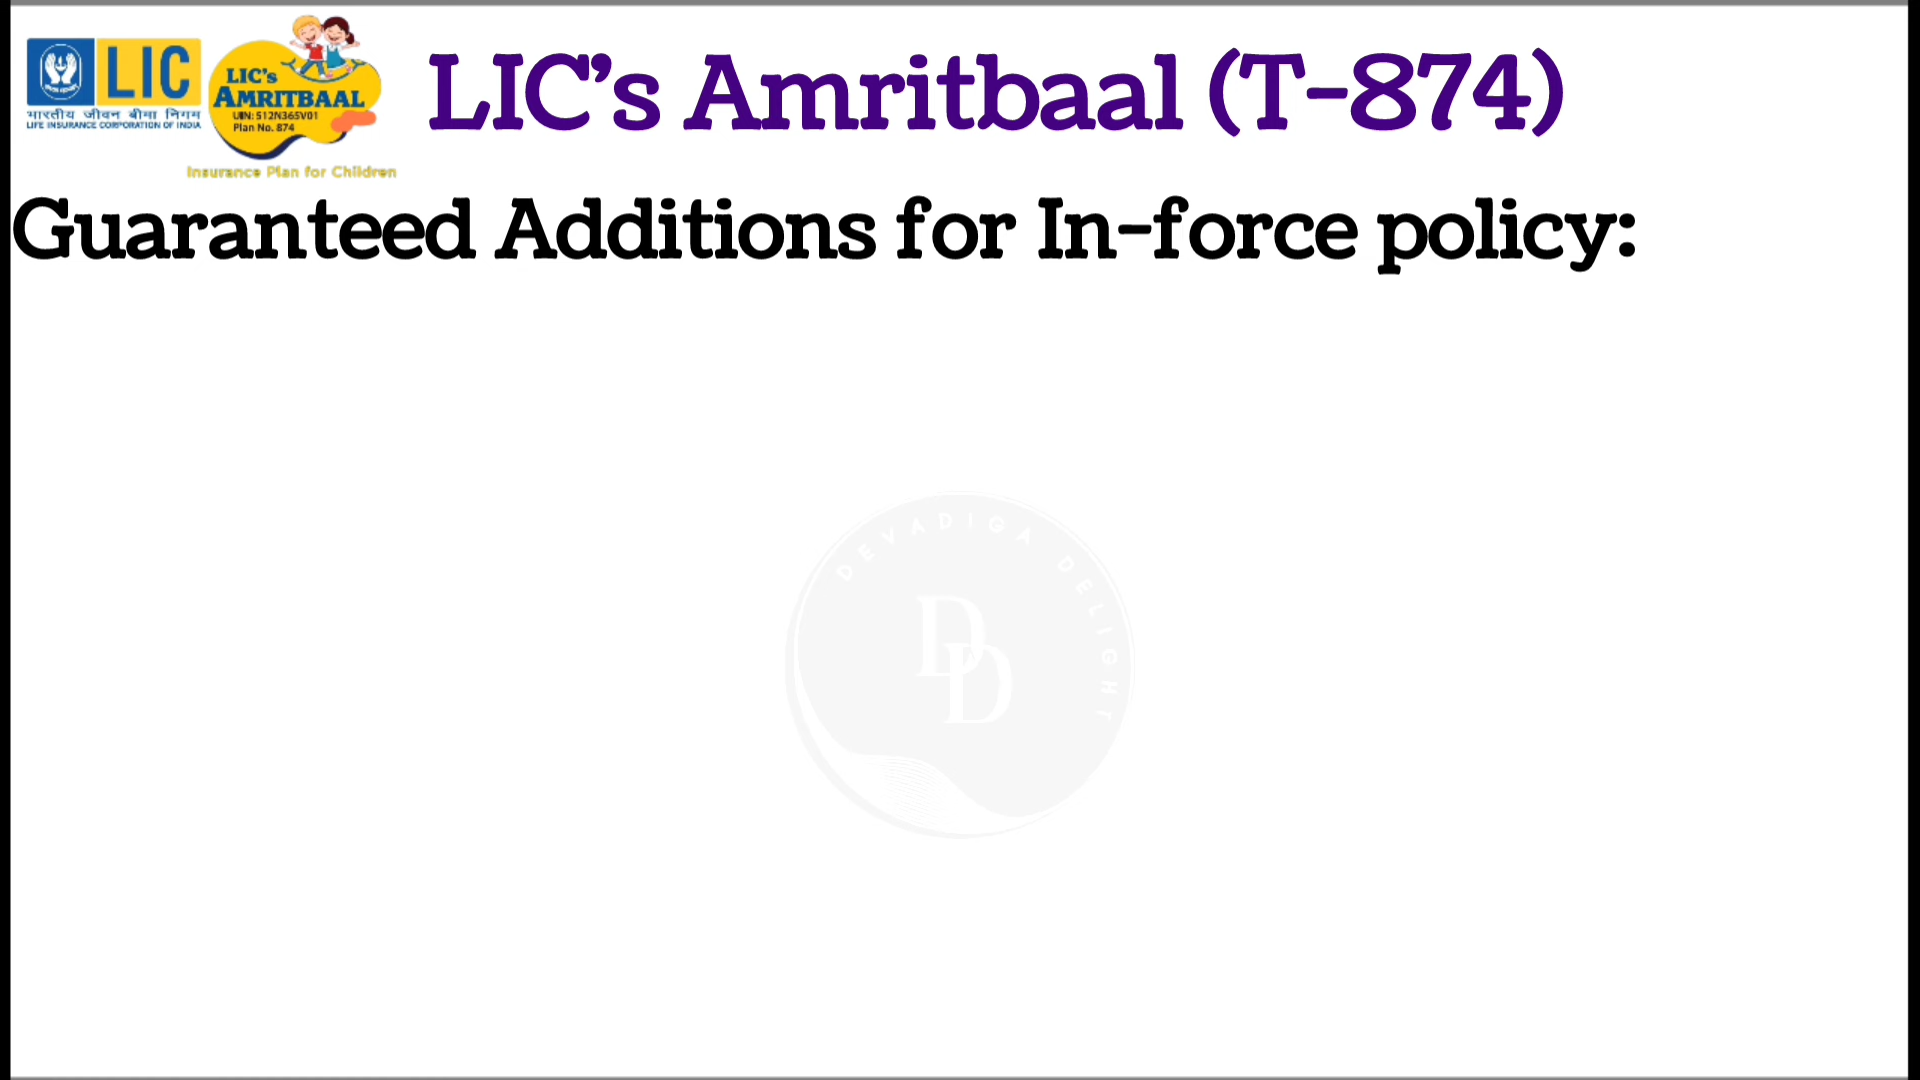 LIC
भारतीय जीवन बीमा निगम
LIFE INSURANCE CORPORATION OF INDIA
LIC's
AMRITBAAL
UIN: 512N365V01
Plan No. 874
Insurance Plan for Children
LIC's Amritbaal (T-874)
Guaranteed Additions for In-force policy:
DEVADIGA DELIGHT
DD